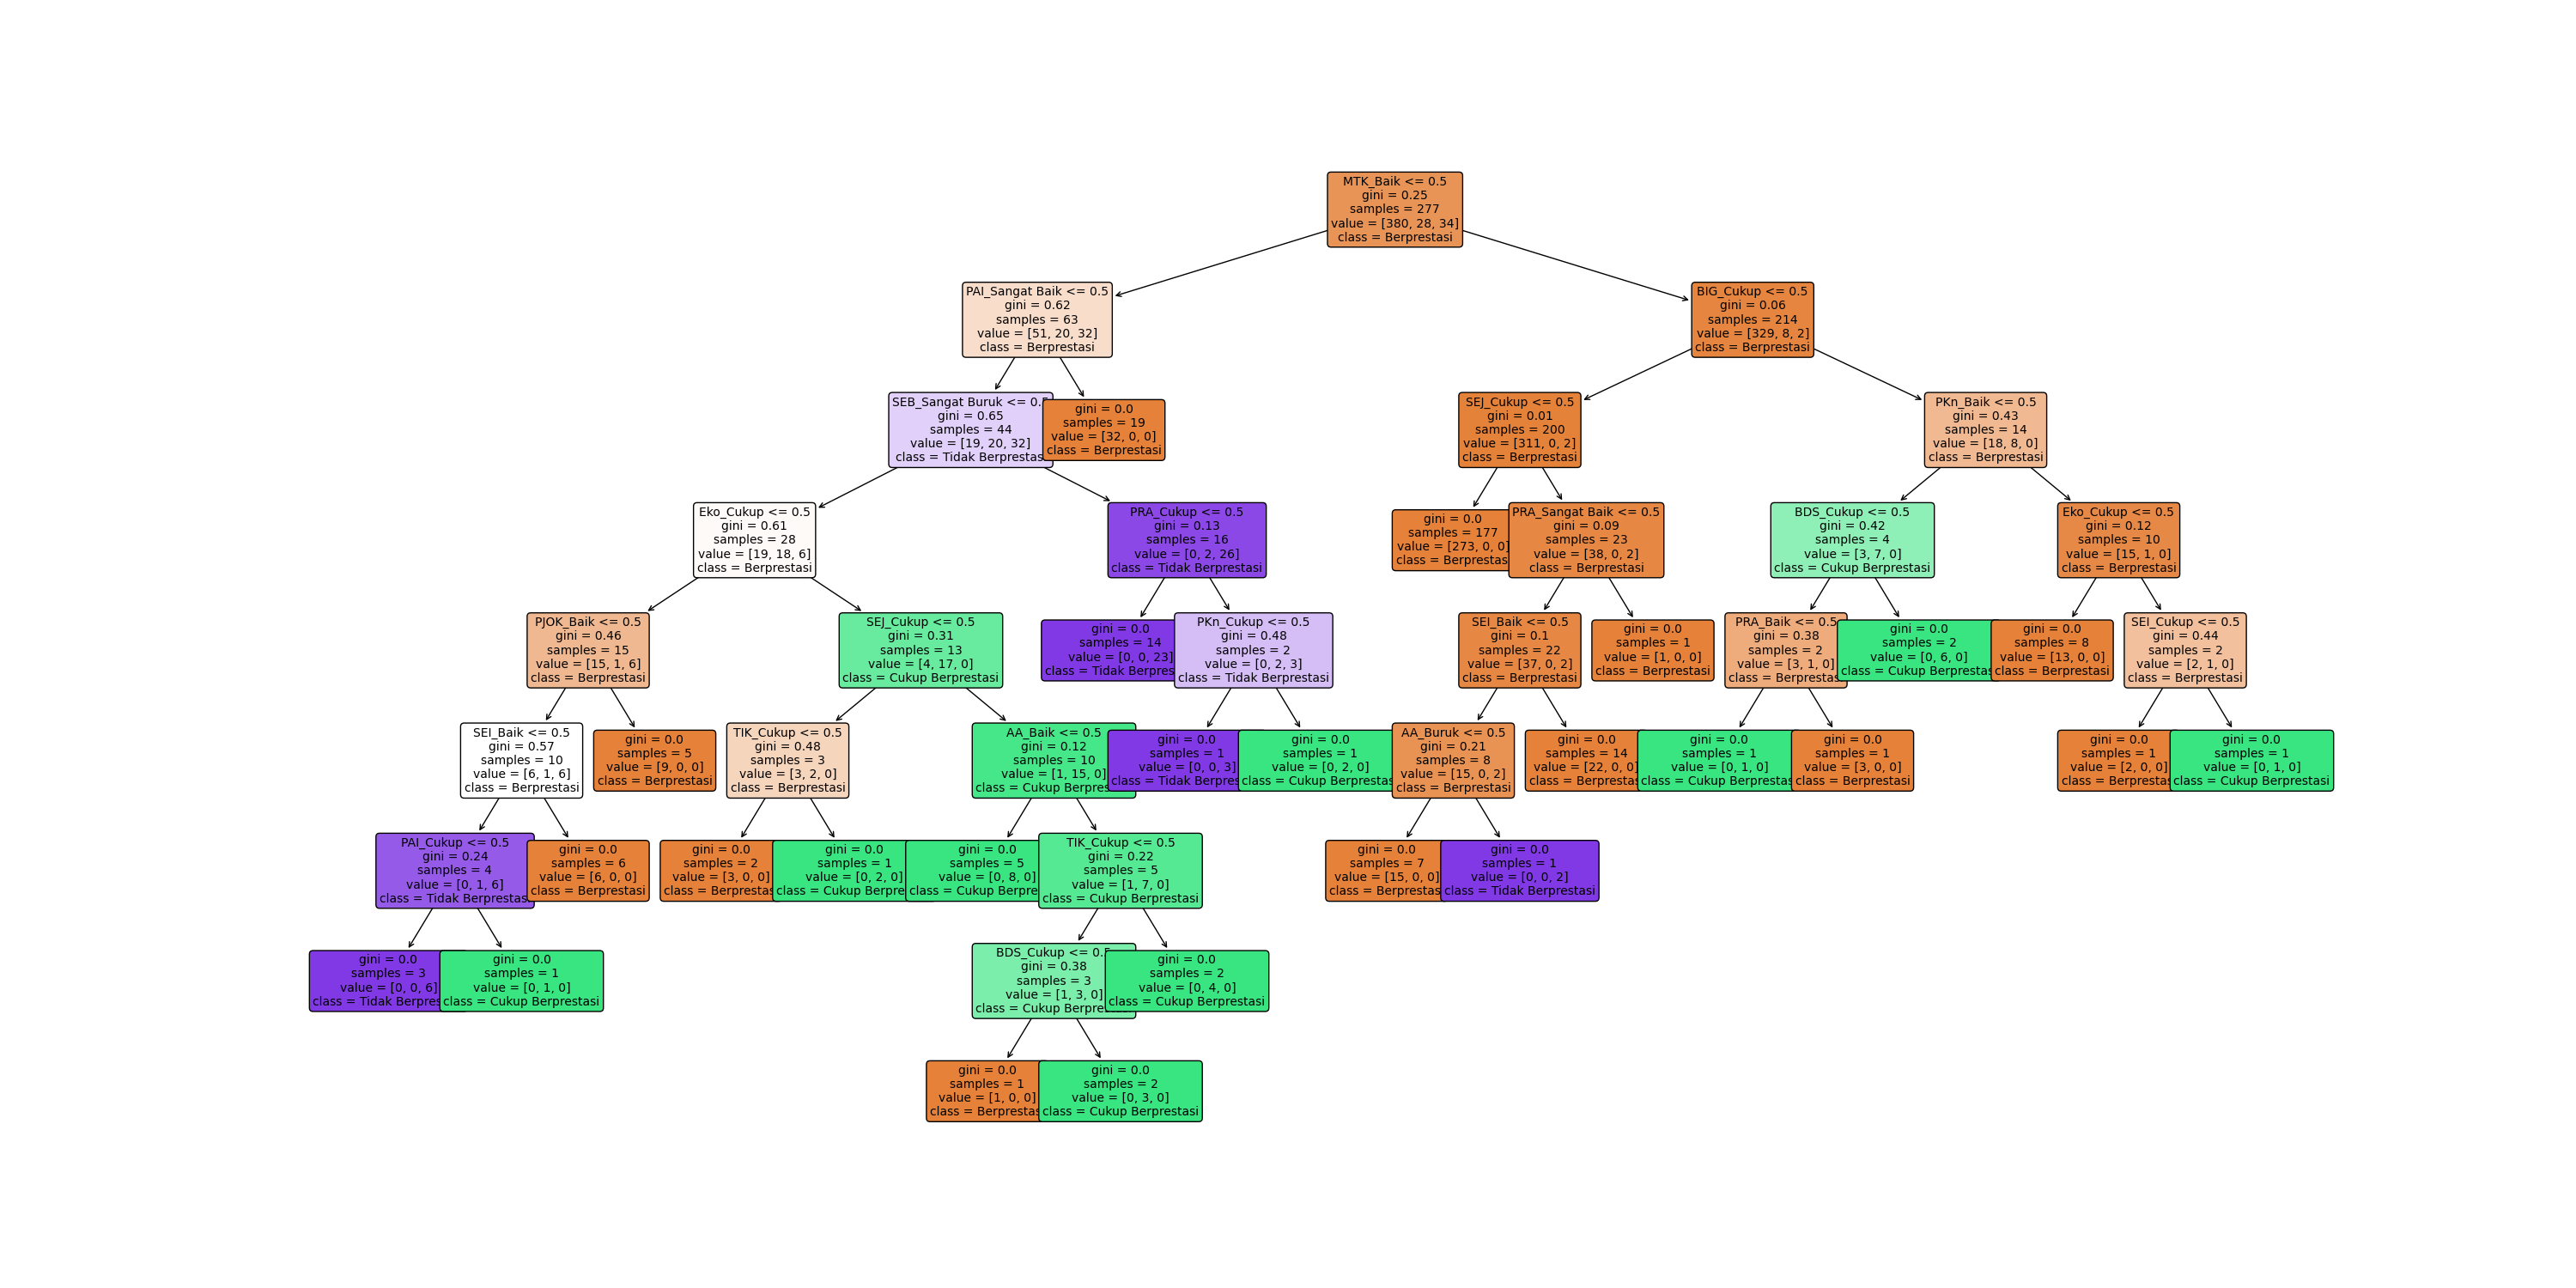 MTK_Baik <= 0.5
gini = 0.25
samples = 277
value = [380, 28, 34]
class = Berprestasi
PAI_Sangat Baik <= 0.5
gini = 0.62
samples = 63
value = [51, 20, 32]
class = Berprestasi
BIG_Cukup <= 0.5
gini = 0.06
samples = 214
value = [329, 8, 2]
class = Berprestasi
SEB_Sangat Buruk <= 0.5
gini = 0.65
samples = 44
value = [19, 20, 32]
class = Tidak Berprestas
gini = 0.0
samples = 19
value = [32, 0, 0]
class = Berprestasi
SEJ_Cukup <= 0.5
gini = 0.01
samples = 200
value = [311, 0, 2]
class = Berprestasi
PKn_Baik <= 0.5
gini = 0.43
samples = 14
value = [18, 8, 0]
class = Berprestasi
Eko_Cukup <= 0.5
gini = 0.61
samples = 28
value = [19, 18, 6]
class = Berprestasi
PRA_Cukup <= 0.5
gini = 0.13
samples = 16
value = [0, 2, 26]
class = Tidak Berprestasi
gini = 0.0
samples = 177
value = [273, 0, 0]
class = Berprestas
PRA_Sangat Baik <= 0.5
gini = 0.09
samples = 23
value = [38, 0, 2]
class = Berprestasi
BDS_Cukup <= 0.5
gini = 0.42
samples = 4
value = [3, 7, 0]
class = Cukup Berprestasi
Eko_Cukup <= 0.5
gini = 0.12
samples = 10
value = [15, 1, 0]
class = Berprestasi
PJOK_Baik <= 0.5
gini = 0.46
samples = 15
value = [15, 1, 6]
class = Berprestasi
SEJ_Cukup <= 0.5
gini = 0.31
samples = 13
value = [4, 17, 0]
class = Cukup Berprestasi
gini = 0.0
samples = 14
value = [0, 0, 23]
class = Tidak Berpres
PKn_Cukup <= 0.5
gini = 0.48
samples = 2
value = [0, 2, 3]
class = Tidak Berprestasi
SEI_Baik <= 0.5
gini = 0.1
samples = 22
value = [37, 0, 2]
class = Berprestasi
gini = 0.0
samples = 1
value = [1, 0, 0]
class = Berprestasi
PRA_Baik <= 0.5
gini = 0.38
samples = 2
value = [3, 1, 0]
class = Berprestas
gini = 0.0
samples = 2
value = [0, 6, 0]
class = Cukup Berprestas
gini = 0.0
samples = 8
value = [13, 0, 0]
class = Berprestasi
SEI_Cukup <= 0.5
gini = 0.44
samples = 2
value = [2, 1, 0]
class = Berprestasi
SEI_Baik <= 0.5
gini = 0.57
samples = 10
value = [6, 1, 6]
class = Berprestasi
gini = 0.0
samples = 5
value = [9, 0, 0]
class = Berprestasi
TIK_Cukup <= 0.5
gini = 0.48
samples = 3
value = [3, 2, 0]
class = Berprestasi
AA_Baik <= 0.5
gini = 0.12
samples = 10
value = [1, 15, 0]
class = Cukup Berpres
gini = 0.0
samples = 1
value = [0, 0, 3]
class = Tidak Berpres
gini = 0.0
samples = 1
value = [0, 2, 0]
class = Cukup Berprestasi
AA_Buruk <= 0.5
gini = 0.21
samples = 8
value = [15, 0, 2]
class = Berprestasi
gini = 0.0
samples = 14
value = [22, 0, 0]
class = Berprestas
gini = 0.0
samples = 1
value = [0, 1, 0]
class = Cukup Berprestas
gini = 0.0
samples = 1
value = [3, 0, 0]
class = Berprestasi
gini = 0.0
samples = 1
value = [2, 0, 0]
class = Berprestas
gini = 0.0
samples = 1
value = [0, 1, 0]
class = Cukup Berprestasi
PAI_Cukup <= 0.5
gini = 0.24
samples = 4
value = [0, 1, 6]
class = Tidak Berprestas
gini = 0.0
samples = 6
value = [6, 0, 0]
class = Berprestasi
gini = 0.0
samples = 2
value = [3, 0, 0]
class = Berprestas
gini = 0.0
samples = 1
value = [0, 2, 0]
class = Cukup Berpre
gini = 0.0
samples = 5
value = [0, 8, 0]
class = Cukup Berpre
TIK_Cukup <= 0.5
gini = 0.22
samples = 5
value = [1, 7, 0]
class = Cukup Berprestasi
gini = 0.0
samples = 7
value = [15, 0, 0]
class = Berprestas
gini = 0.0
samples = 1
value = [0, 0, 2]
class = Tidak Berprestasi
gini = 0.0
samples = 3
value = [0, 0, 6]
class = Tidak Berpres
gini = 0.0
samples = 1
value = [0, 1, 0]
class = Cukup Berprestasi
BDS_Cukup <= 0.5
gini = 0.38
samples = 3
value = [1, 3, 0]
class = Cukup Berpres
gini = 0.0
samples = 2
value = [0, 4, 0]
class = Cukup Berprestasi
gini = 0.0
samples = 1
value = [1, 0, 0]
class = Berprestas
gini = 0.0
samples = 2
value = [0, 3, 0]
class = Cukup Berprestasi